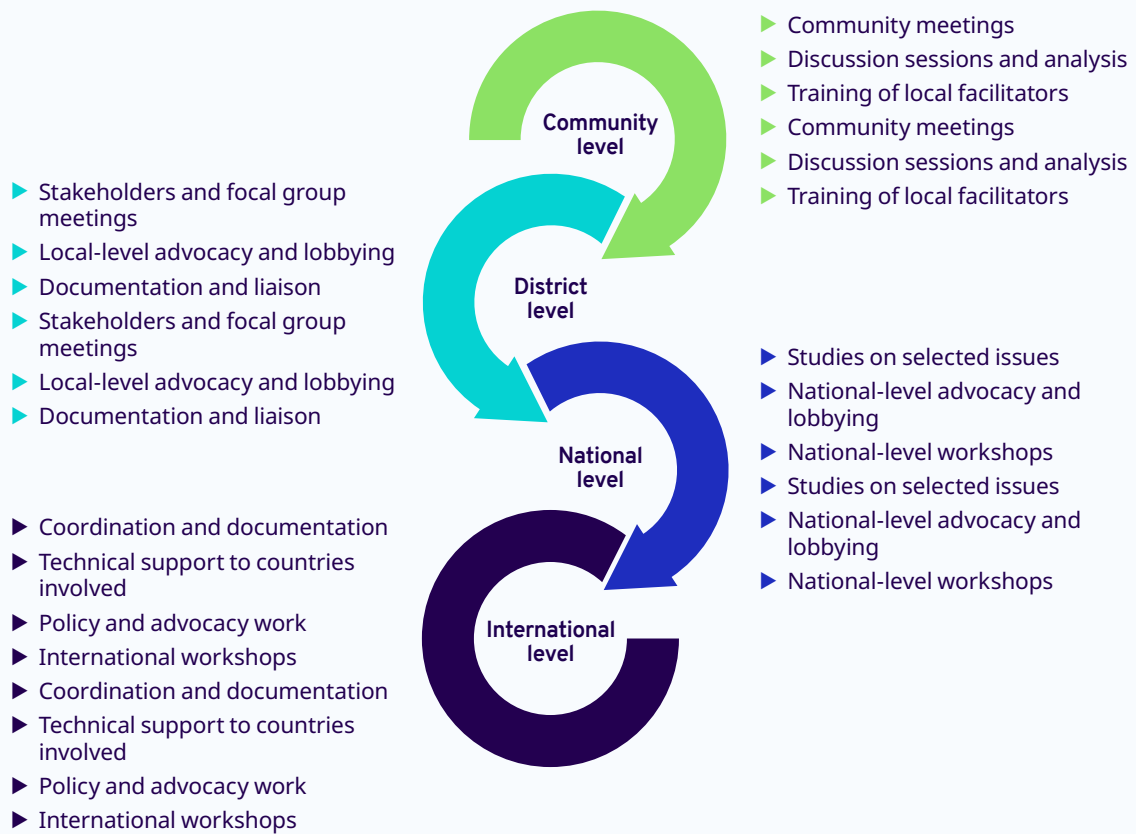 Community
level
Community meetings
Discussion sessions and analysis
Training of local facilitators
Community meetings
Discussion sessions and analysis
Training of local facilitators
District
level
Stakeholders and focal group
meetings
Local-level advocacy and lobbying
Documentation and liaison
Stakeholders and focal group
meetings
Local-level advocacy and lobbying
Documentation and liaison
National
level
Studies on selected issues
National-level advocacy and
lobbying
National-level workshops
Studies on selected issues
National-level advocacy and
lobbying
National-level workshops
International
level
Coordination and documentation
Technical support to countries
involved
Policy and advocacy work
International workshops
Coordination and documentation
Technical support to countries
involved
Policy and advocacy work
International workshops